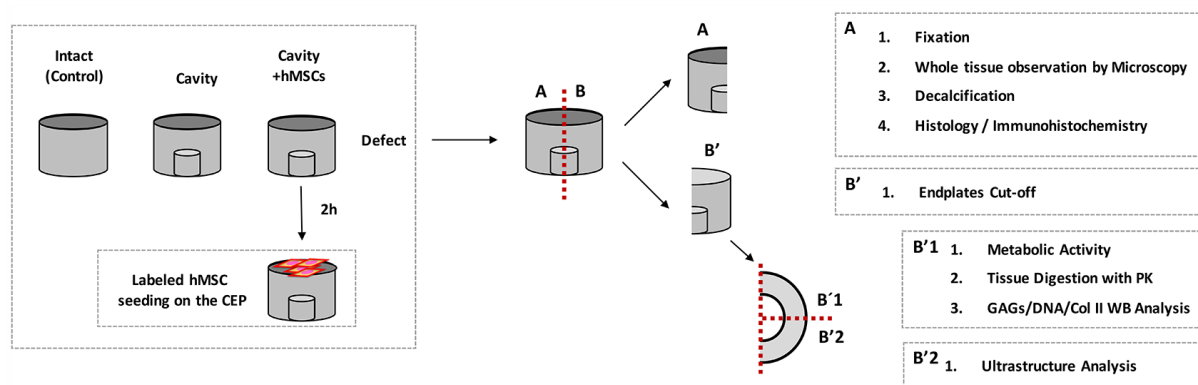 Intact
(Control)
Cavity
Cavity
+hMSCs
Defect
2h
Labeled hMSC
seeding on the CEP
A B
A
B'
B´1
B'2
A
1. Fixation
2. Whole tissue observation by Microscopy
3. Decalcification
4. Histology / Immunohistochemistry
B'
1. Endplates Cut-off
B'1
1. Metabolic Activity
2. Tissue Digestion with PK
3. GAGs/DNA/Col II WB Analysis
B'2
1. Ultrastructure Analysis